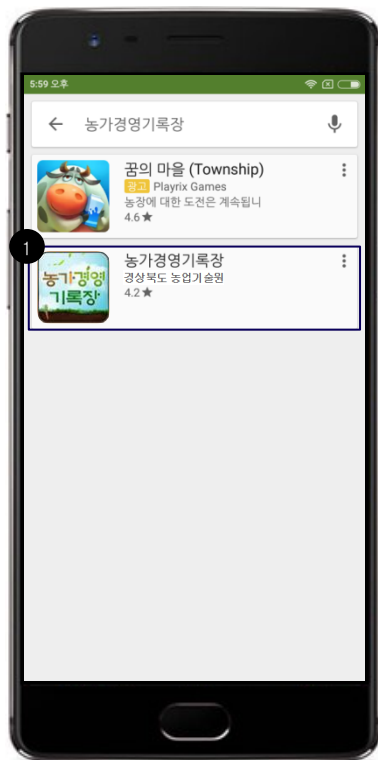 5:59 오후
농가경영기록장
꿈의 마을 (Township)
광고 Playrix Games
농장에 대한 도전은 계속됩니
4.6★
1
농가경영기록장
경상북도 농업기술원
4.2★
농가경영
기록장